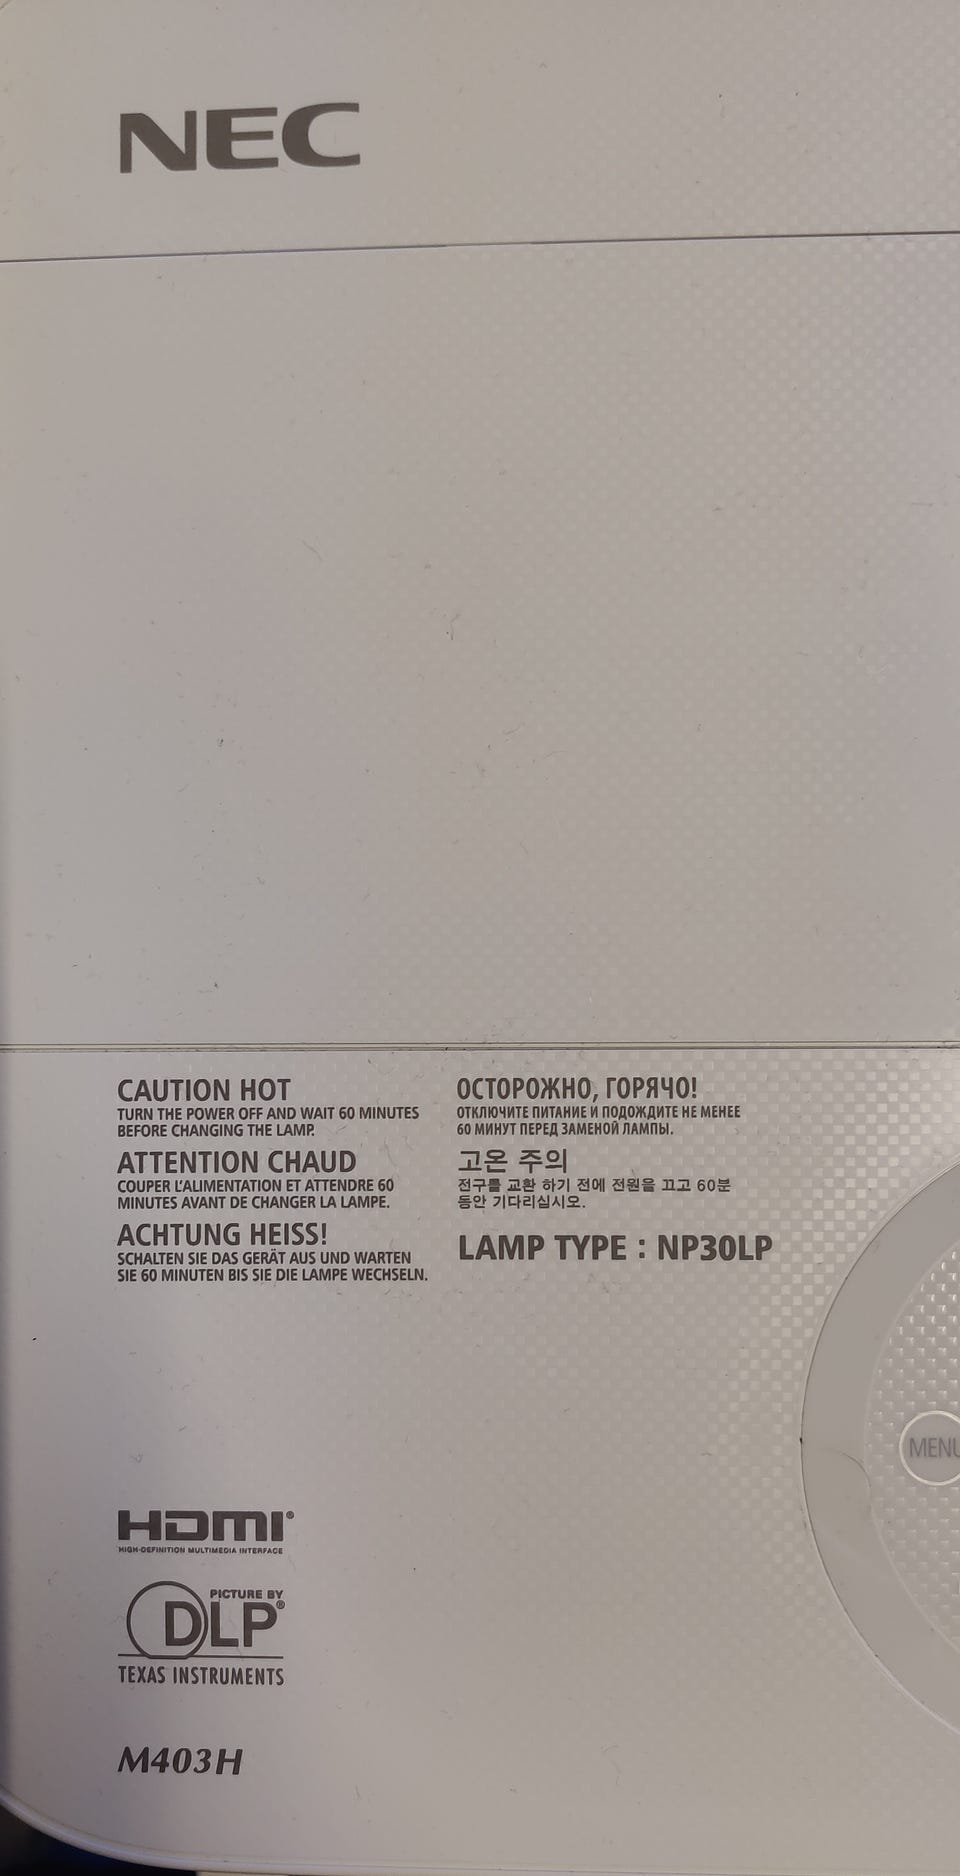 NEC
CAUTION HOT
TURN THE POWER OFF AND WAIT 60 MINUTES
BEFORE CHANGING THE LAMP.
ATTENTION CHAUD
COUPER L'ALIMENTATION ET ATTENDRE 60
MINUTES AVANT DE CHANGER LA LAMPE.
ACHTUNG HEISS!
SCHALTEN SIE DAS GERÄT AUS UND WARTEN
SIE 60 MINUTEN BIS SIE DIE LAMPE WECHSELN.
ОСТОРОЖНО, ГОРЯЧО!
ОТКЛЮЧИТЕ ПИТАНИЕ И ПОДОЖДИТЕ НЕ МЕНЕЕ
60 МИНУТ ПЕРЕД ЗАМЕНОЙ ЛАМПЫ.
고온 주의
전구를 교환 하기 전에 전원을 끄고 60분
동안 기다리십시오.
LAMP TYPE : NP30LP
MENU
HDMI®
HIGH-DEFINITION MULTIMEDIA INTERFACE
PICTURE BY
DLP®
TEXAS INSTRUMENTS
M403H